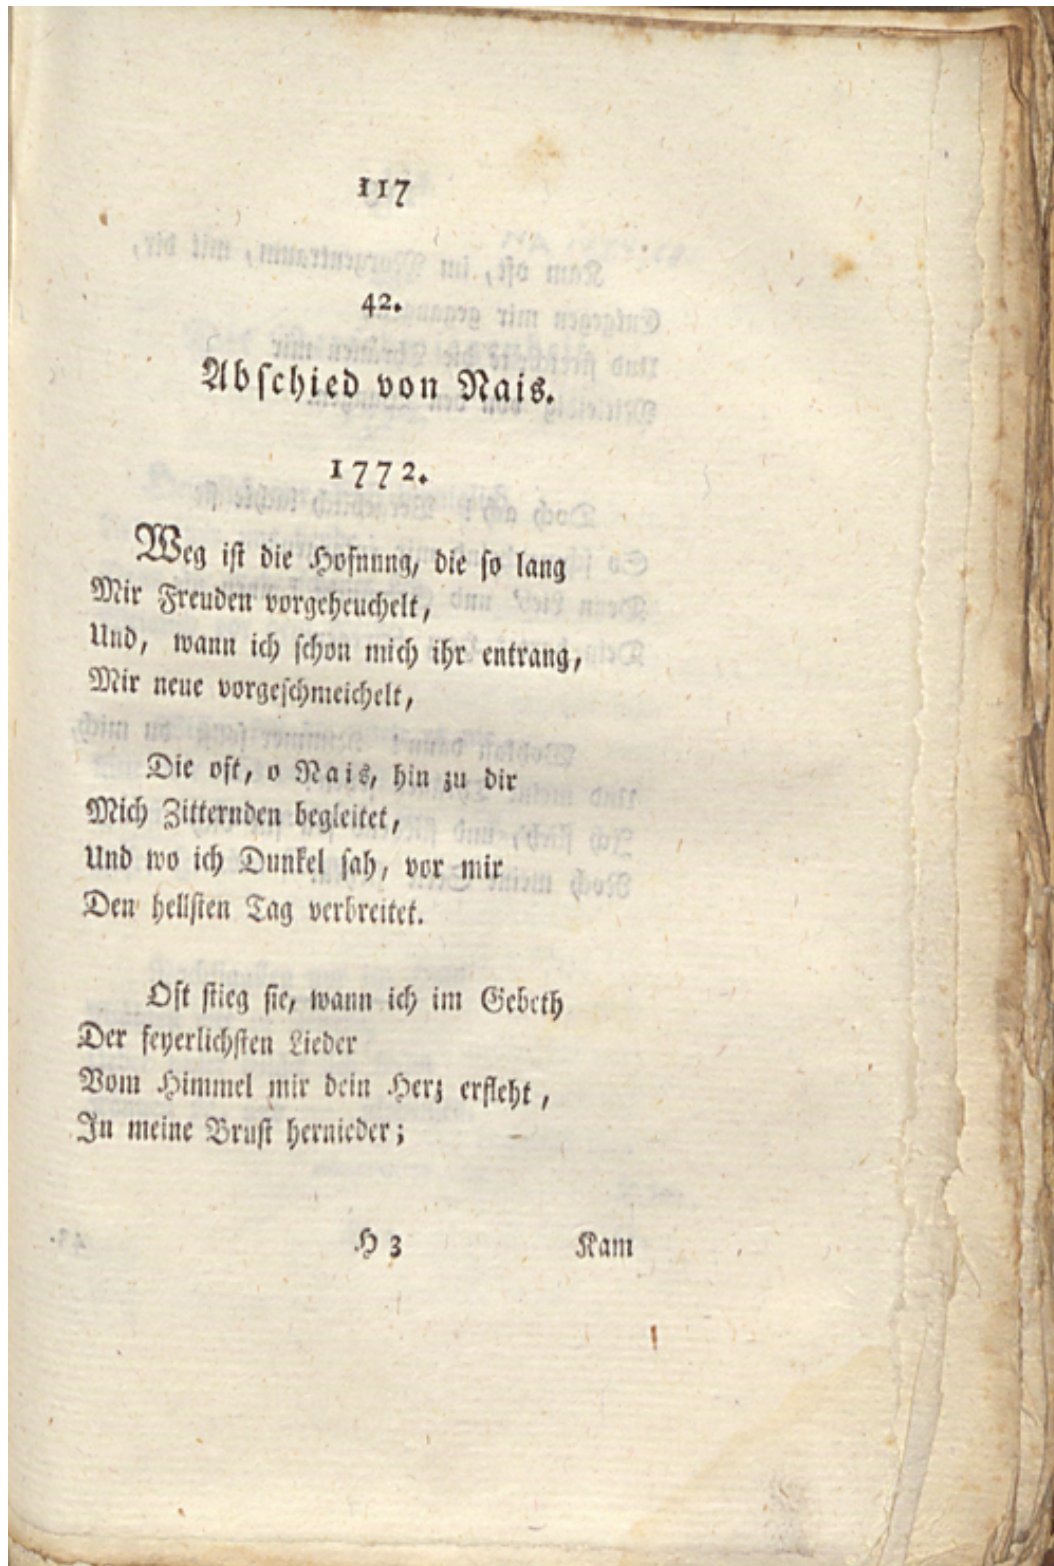 117
42.
Abſchied von Nais.
1772.
Weg iſt die Hofnung, die ſo lang
Mir Freuden vorgeheuchelt,
Und, wann ich ſchon mich ihr entrang,
Mir neue vorgeſchmeichelt,
Die oft, o Nais, hin zu dir
Mich Zitternden begleitet,
Und wo ich Dunkel ſah, vor mir
Den hellſten Tag verbreitet.
Oft ſtieg ſie, wann ich im Gebeth
Der feyerlichſten Lieder
Vom Himmel mir dein Herz erfleht,
In meine Bruſt hernieder;
H 3 Kam